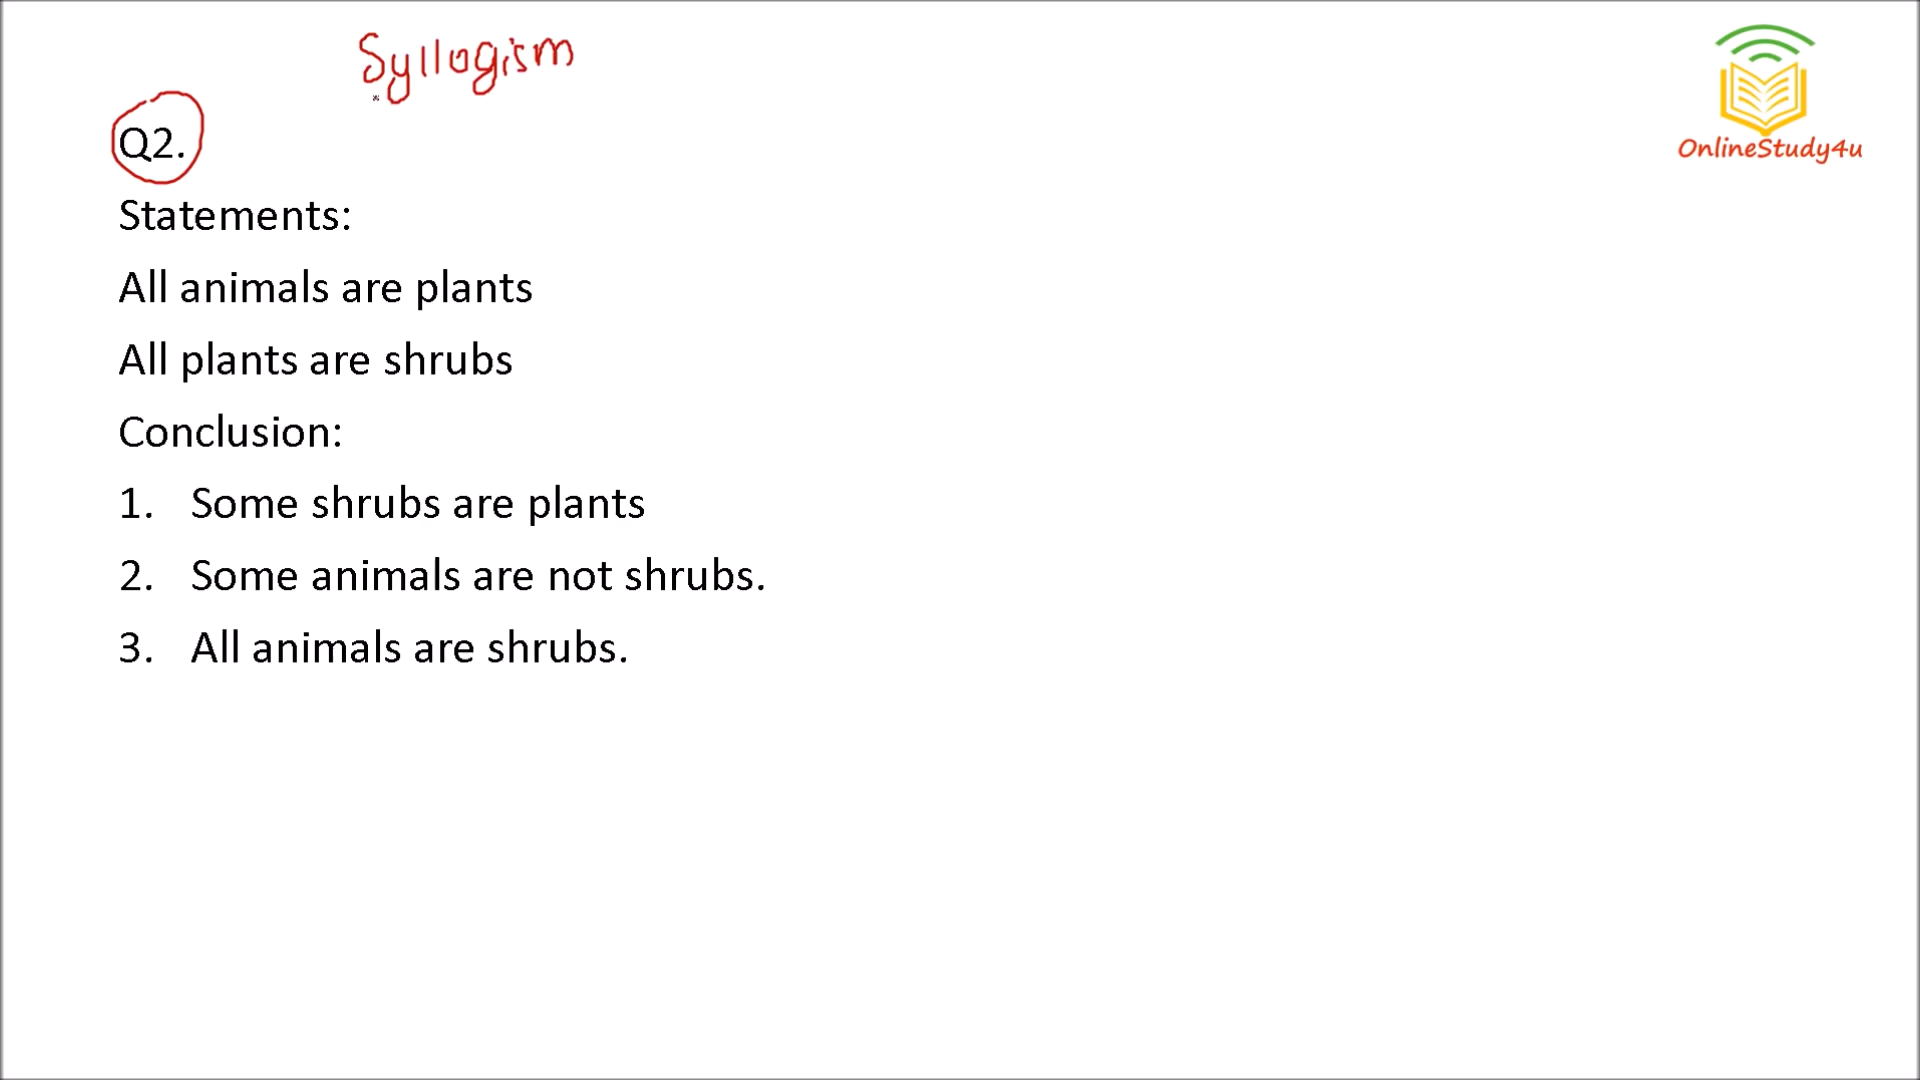 Syllogism
OnlineStudy4u
Q2.
Statements:
All animals are plants
All plants are shrubs
Conclusion:
1. Some shrubs are plants
2. Some animals are not shrubs.
3. All animals are shrubs.